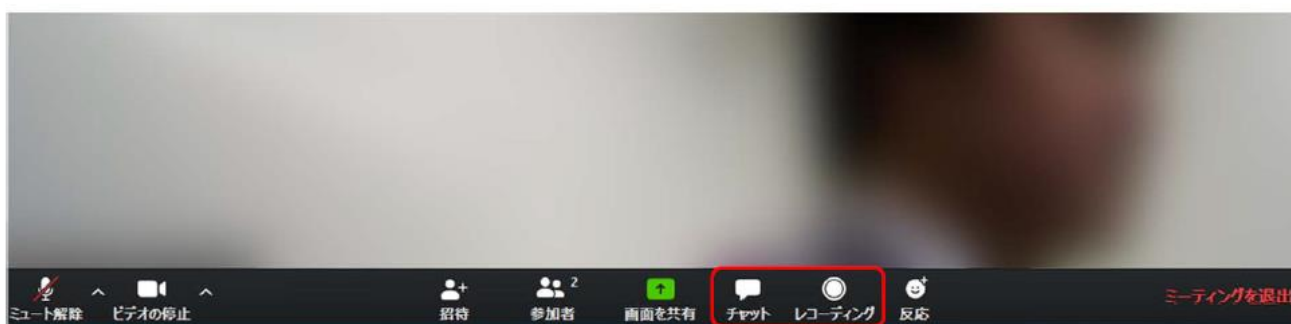 ミュート解除 ビデオの停止 招待 参加者 2 画面を共有 チャット レコーディング 反応 ミーティングを退出